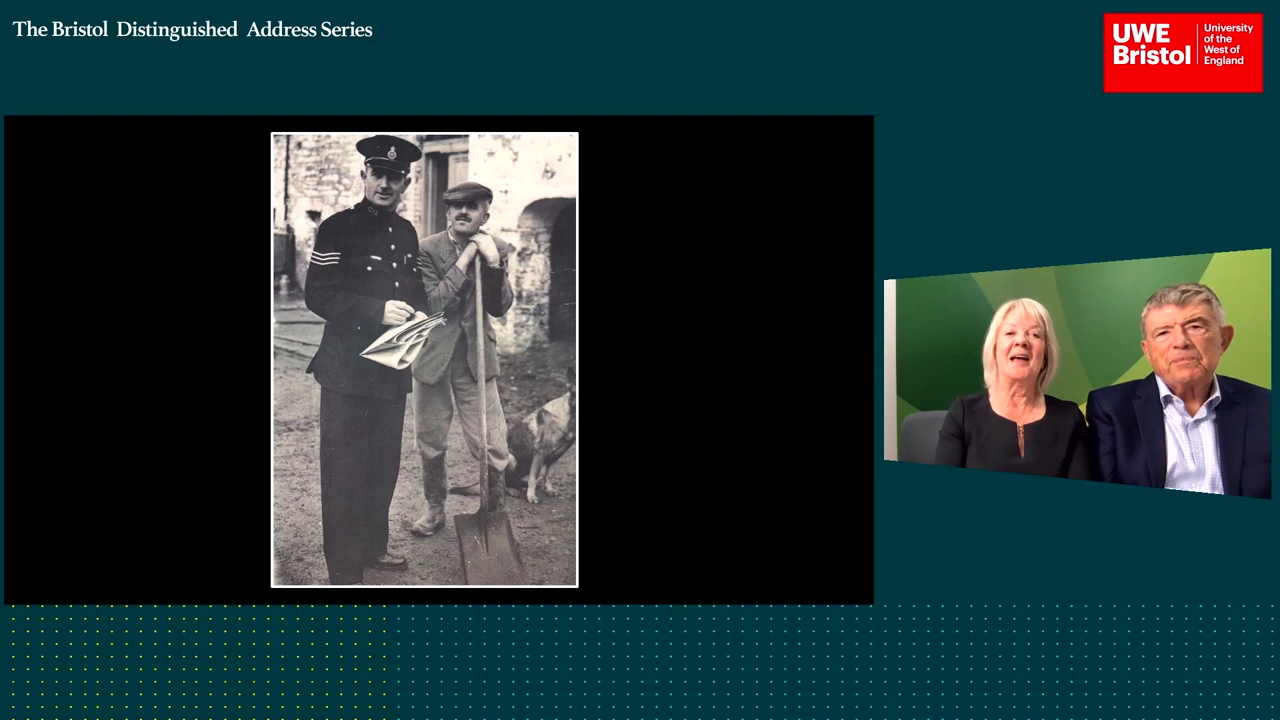 The Bristol Distinguished Address Series
UWE
Bristol
University
of the
West of
England